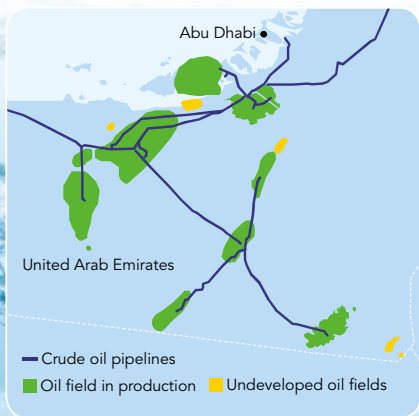 Abu Dhabi
United Arab Emirates
Crude oil pipelines
Oil field in production
Undeveloped oil fields